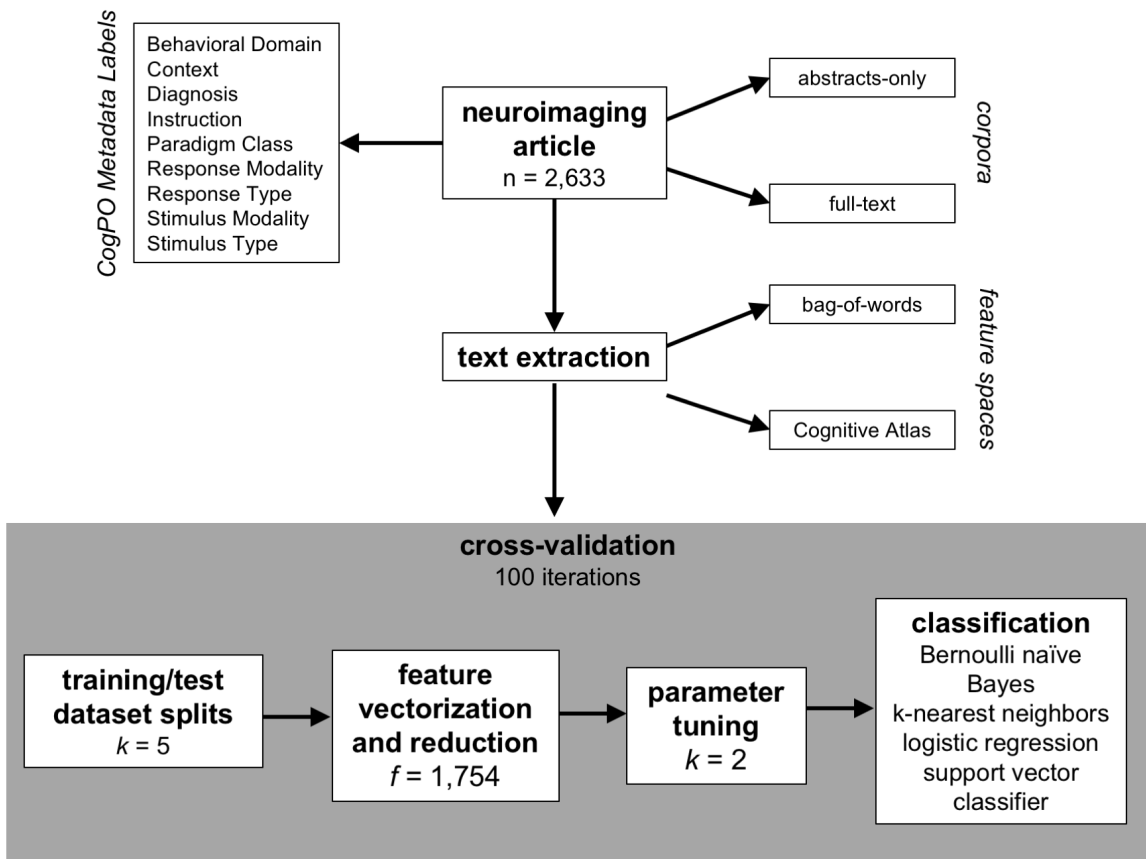 CogPO Metadata Labels
Behavioral Domain
Context
Diagnosis
Instruction
Paradigm Class
Response Modality
Response Type
Stimulus Modality
Stimulus Type
neuroimaging
article
n = 2,633
abstracts-only
full-text
corpora
text extraction
bag-of-words
Cognitive Atlas
feature spaces
cross-validation
100 iterations
training/test
dataset splits
k = 5
feature
vectorization
and reduction
f = 1,754
parameter
tuning
k = 2
classification
Bernoulli naïve
Bayes
k-nearest neighbors
logistic regression
support vector
classifier